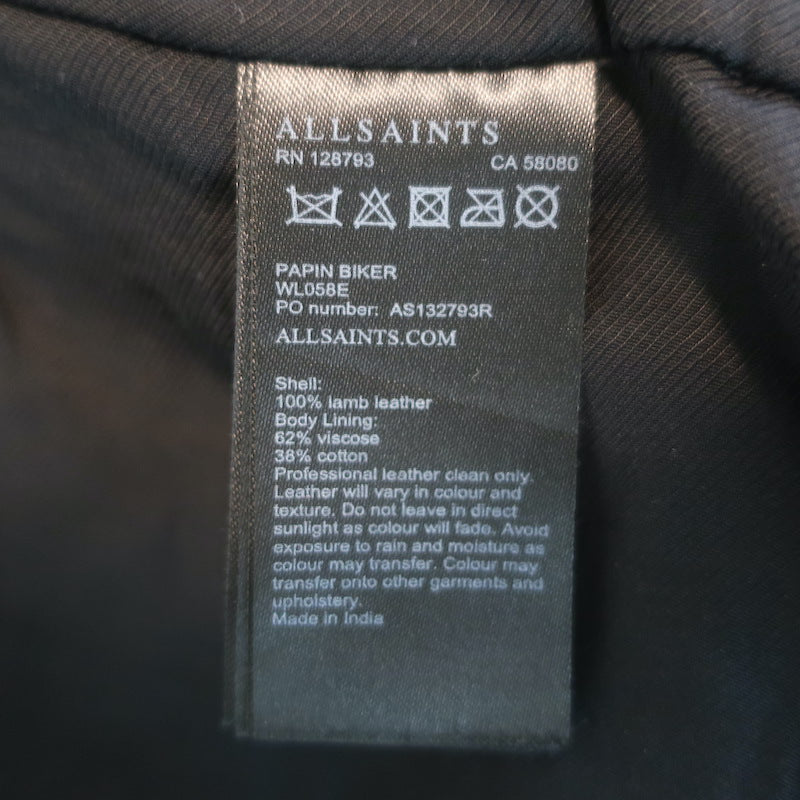 ALLSAINTS
RN 128793 CA 58080
PAPIN BIKER
WL058E
PO number: AS132793R
ALLSAINTS.COM
Shell:
100% lamb leather
Body Lining:
62% viscose
38% cotton
Professional leather clean only.
Leather will vary in colour and
texture. Do not leave in direct
sunlight as colour will fade. Avoid
exposure to rain and moisture as
colour may transfer. Colour may
transfer onto other garments and
upholstery.
Made in India